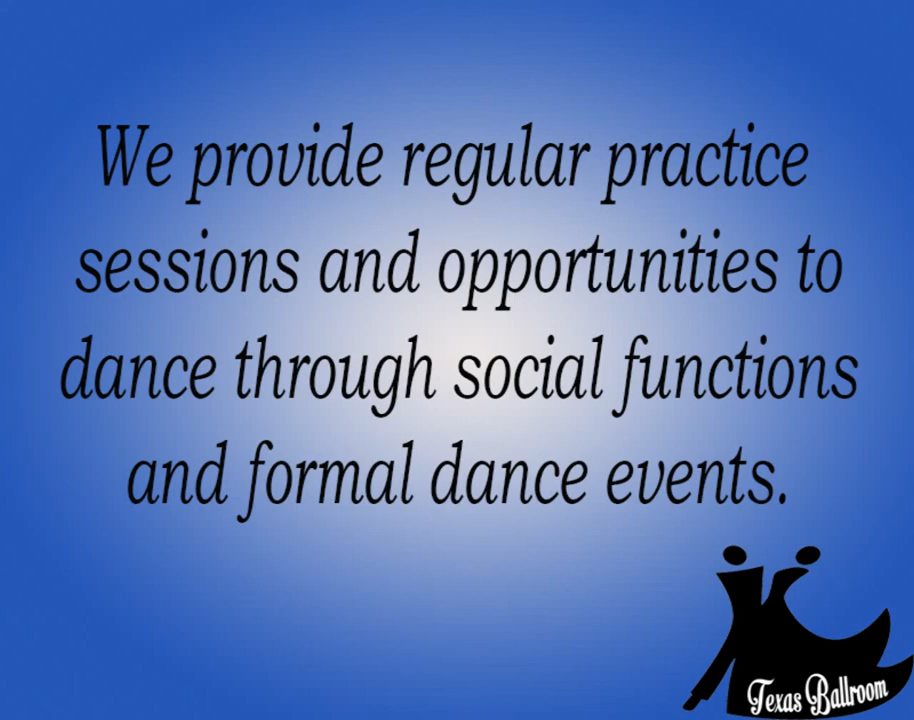 We provide regular practice
sessions and opportunities to
dance through social functions
and formal dance events.
Texas Ballroom